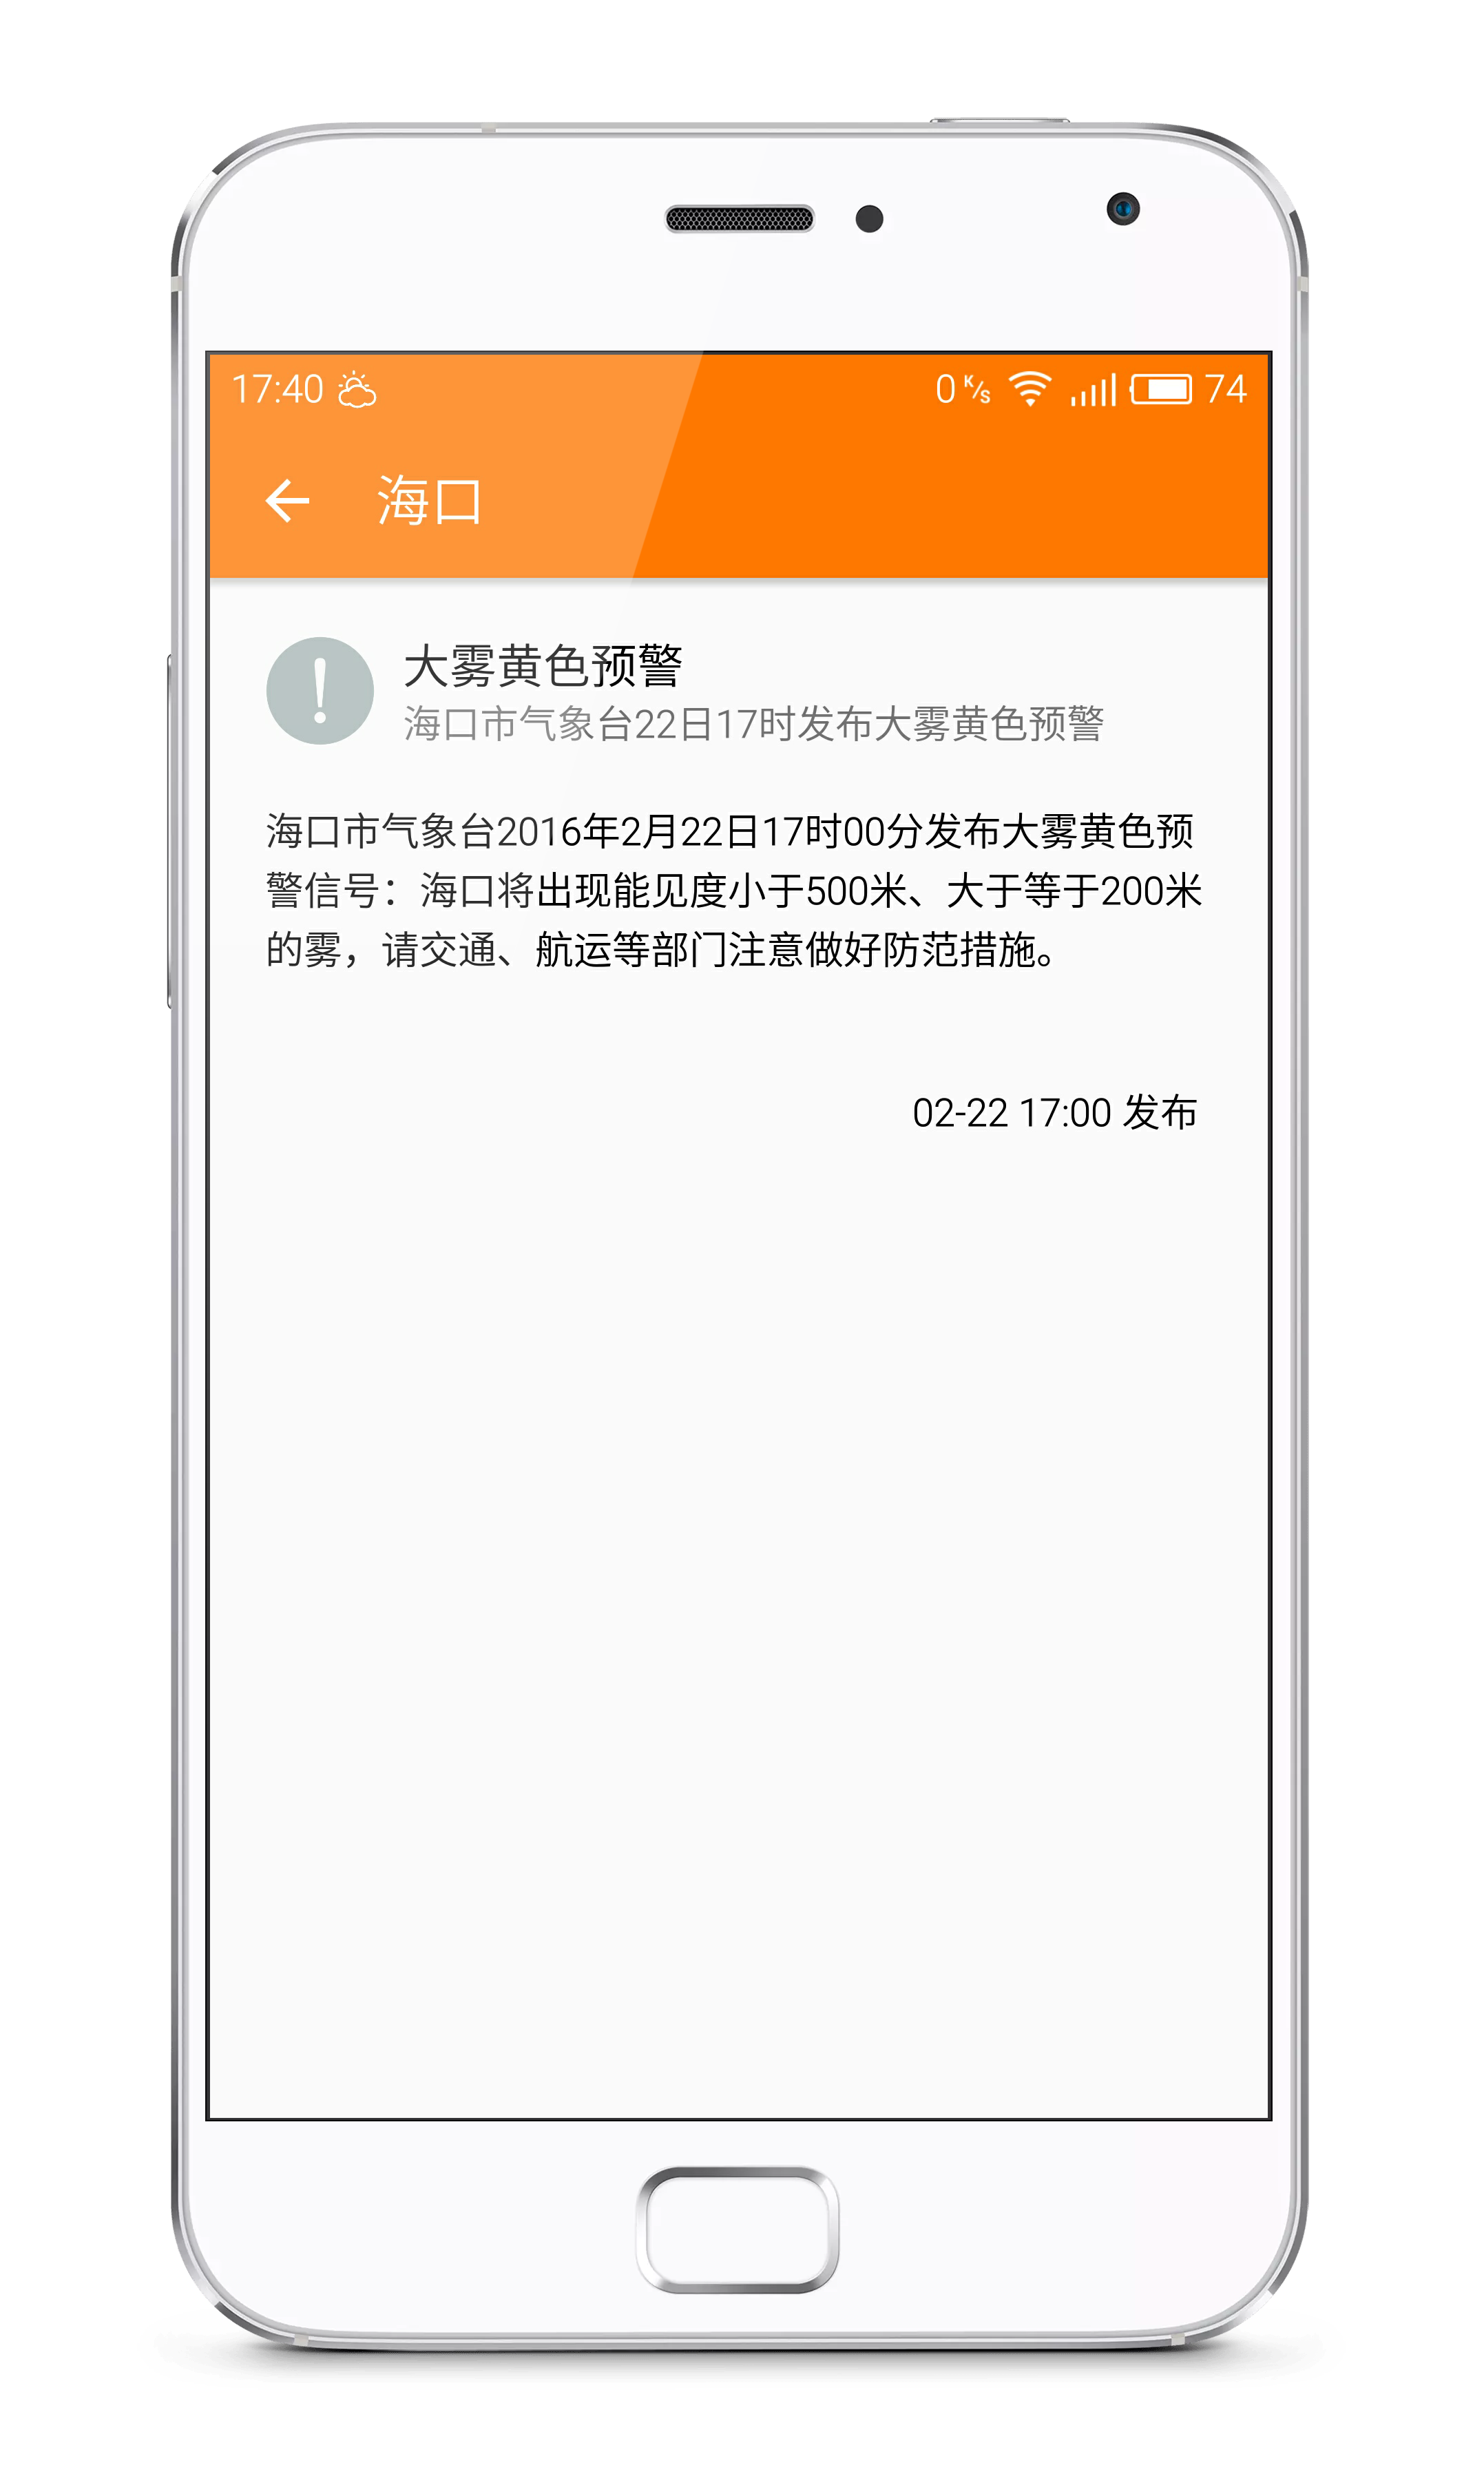 17:40 0 K/s 74
海口
大雾黄色预警
海口市气象台22日17时发布大雾黄色预警
海口市气象台2016年2月22日17时00分发布大雾黄色预
警信号：海口将出现能见度小于500米、大于等于200米
的雾，请交通、航运等部门注意做好防范措施。
02-22 17:00 发布